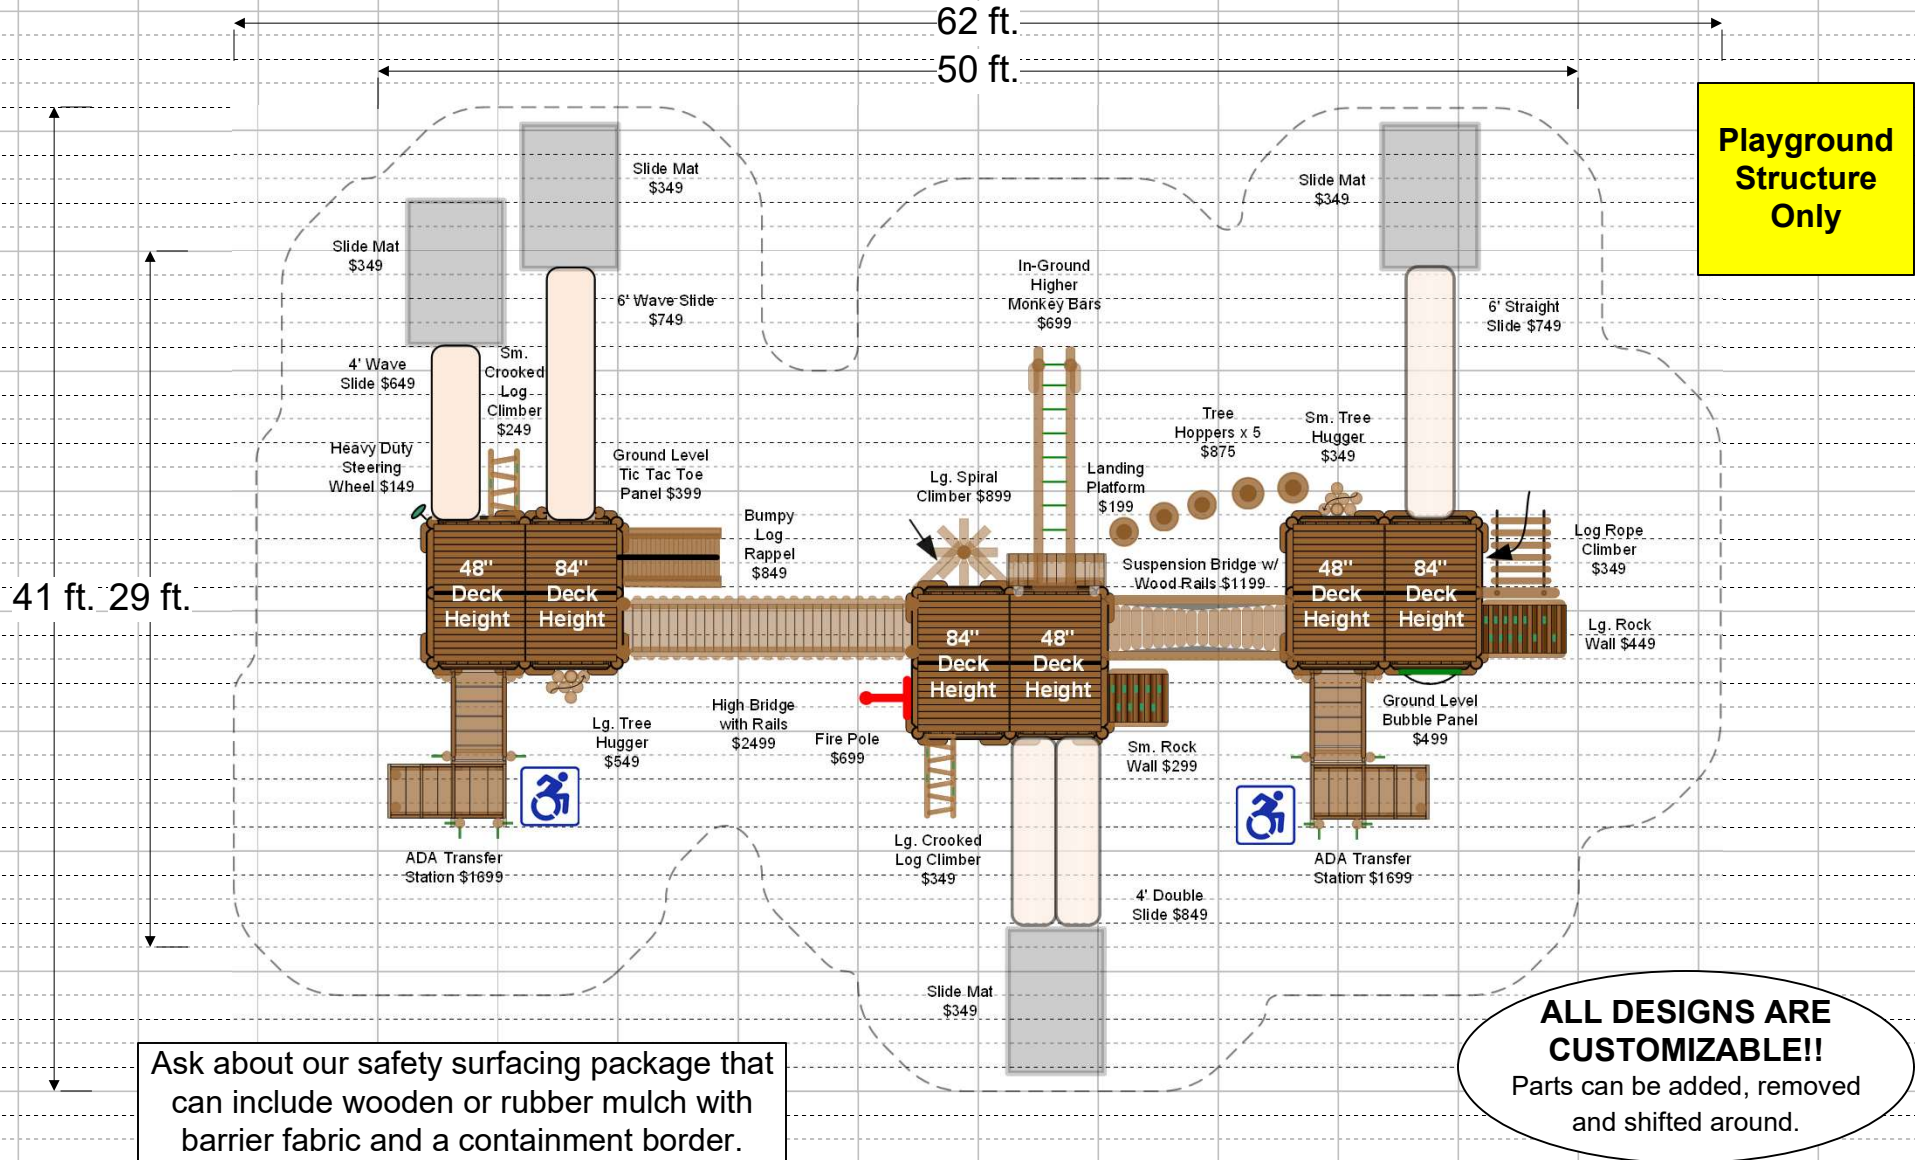 62 ft.
50 ft.
Playground
Structure
Only
Slide Mat
$349
Slide Mat
$349
Slide Mat
$349
6' Wave Slide
$749
In-Ground
Higher
Monkey Bars
$699
6' Straight
Slide $749
4' Wave
Slide $649
Sm.
Crooked
Log
Climber
$249
Heavy Duty
Steering
Wheel $149
Ground Level
Tic Tac Toe
Panel $399
Bumpy
Log
Rappel
$849
Lg. Spiral
Climber $899
Landing
Platform
$199
Tree
Hoppers x 5
$875
Sm. Tree
Hugger
$349
Log Rope
Climber
$349
Suspension Bridge w/
Wood Rails $1199
41 ft.
29 ft.
48"
Deck
Height
84"
Deck
Height
84"
Deck
Height
48"
Deck
Height
48"
Deck
Height
84"
Deck
Height
Lg. Rock
Wall $449
Lg. Tree
Hugger
$549
High Bridge
with Rails
$2499
Fire Pole
$699
Sm. Rock
Wall $299
Ground Level
Bubble Panel
$499
ADA Transfer
Station $1699
Lg. Crooked
Log Climber
$349
4' Double
Slide $849
ADA Transfer
Station $1699
Slide Mat
$349
Ask about our safety surfacing package that
can include wooden or rubber mulch with
barrier fabric and a containment border.
ALL DESIGNS ARE
CUSTOMIZABLE!!
Parts can be added, removed
and shifted around.